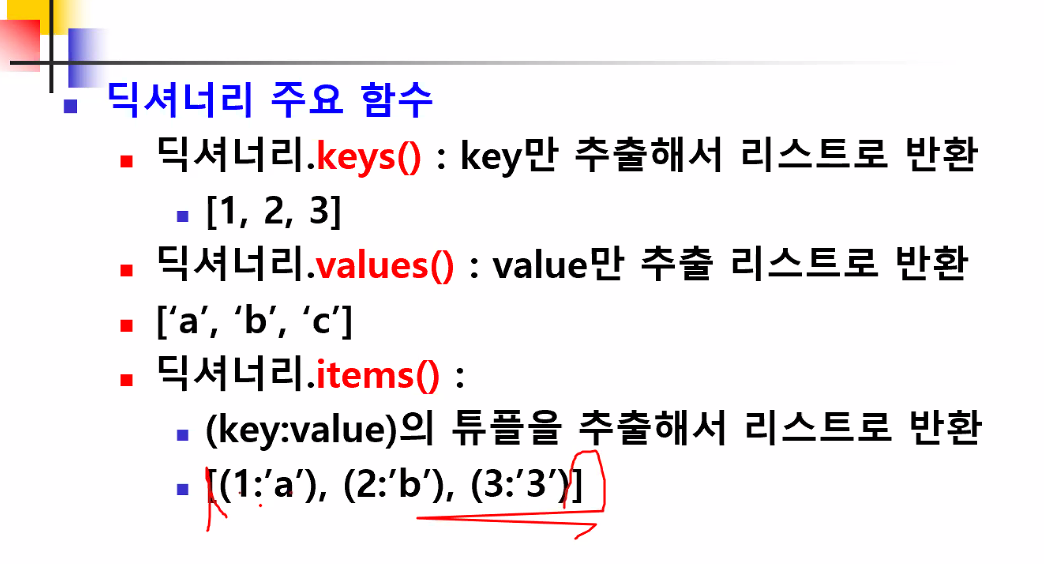 딕셔너리 주요 함수
딕셔너리.keys() : key만 추출해서 리스트로 반환
[1, 2, 3]
딕셔너리.values() : value만 추출 리스트로 반환
[‘a’, ‘b’, ‘c’]
딕셔너리.items() :
(key:value)의 튜플을 추출해서 리스트로 반환
[(1:’a’), (2:’b’), (3:’3’)]